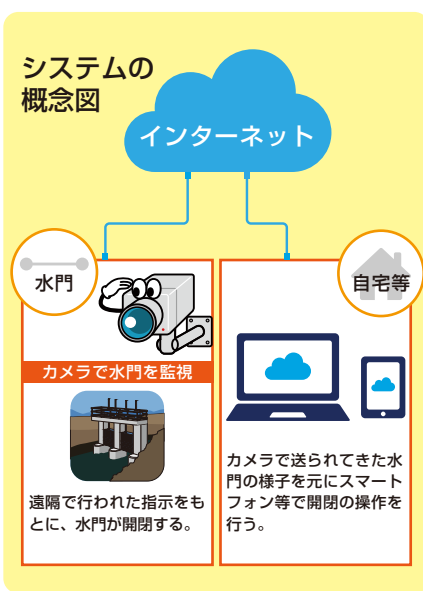 システムの
概念図
インターネット
水門
自宅等
カメラで水門を監視
遠隔で行われた指示をも
とに、水門が開閉する。
カメラで送られてきた水
門の様子を元にスマート
フォン等で開閉の操作を
行う。